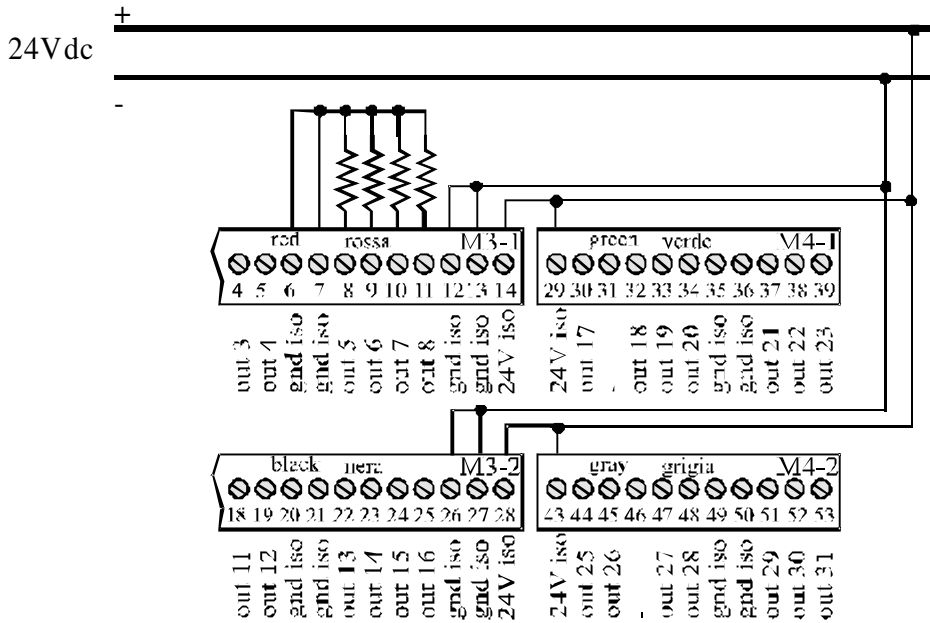 +
24Vdc
-
red rossa M3-1
green verde M4-1
4 5 6 7 8 9 10 11 12 13 14
29 30 31 32 33 34 35 36 37 38 39
out 3
out 4
gnd iso
gnd iso
out 5
out 6
out 7
out 8
gnd iso
gnd iso
24V iso
24V iso
out 17
-
out 18
out 19
out 20
gnd iso
gnd iso
out 21
out 22
out 23
black nera M3-2
gray grigia M4-2
18 19 20 21 22 23 24 25 26 27 28
43 44 45 46 47 48 49 50 51 52 53
out 11
out 12
gnd iso
gnd iso
out 13
out 14
out 15
out 16
gnd iso
gnd iso
24V iso
24V iso
out 25
out 26
-
out 27
out 28
gnd iso
gnd iso
out 29
out 30
out 31